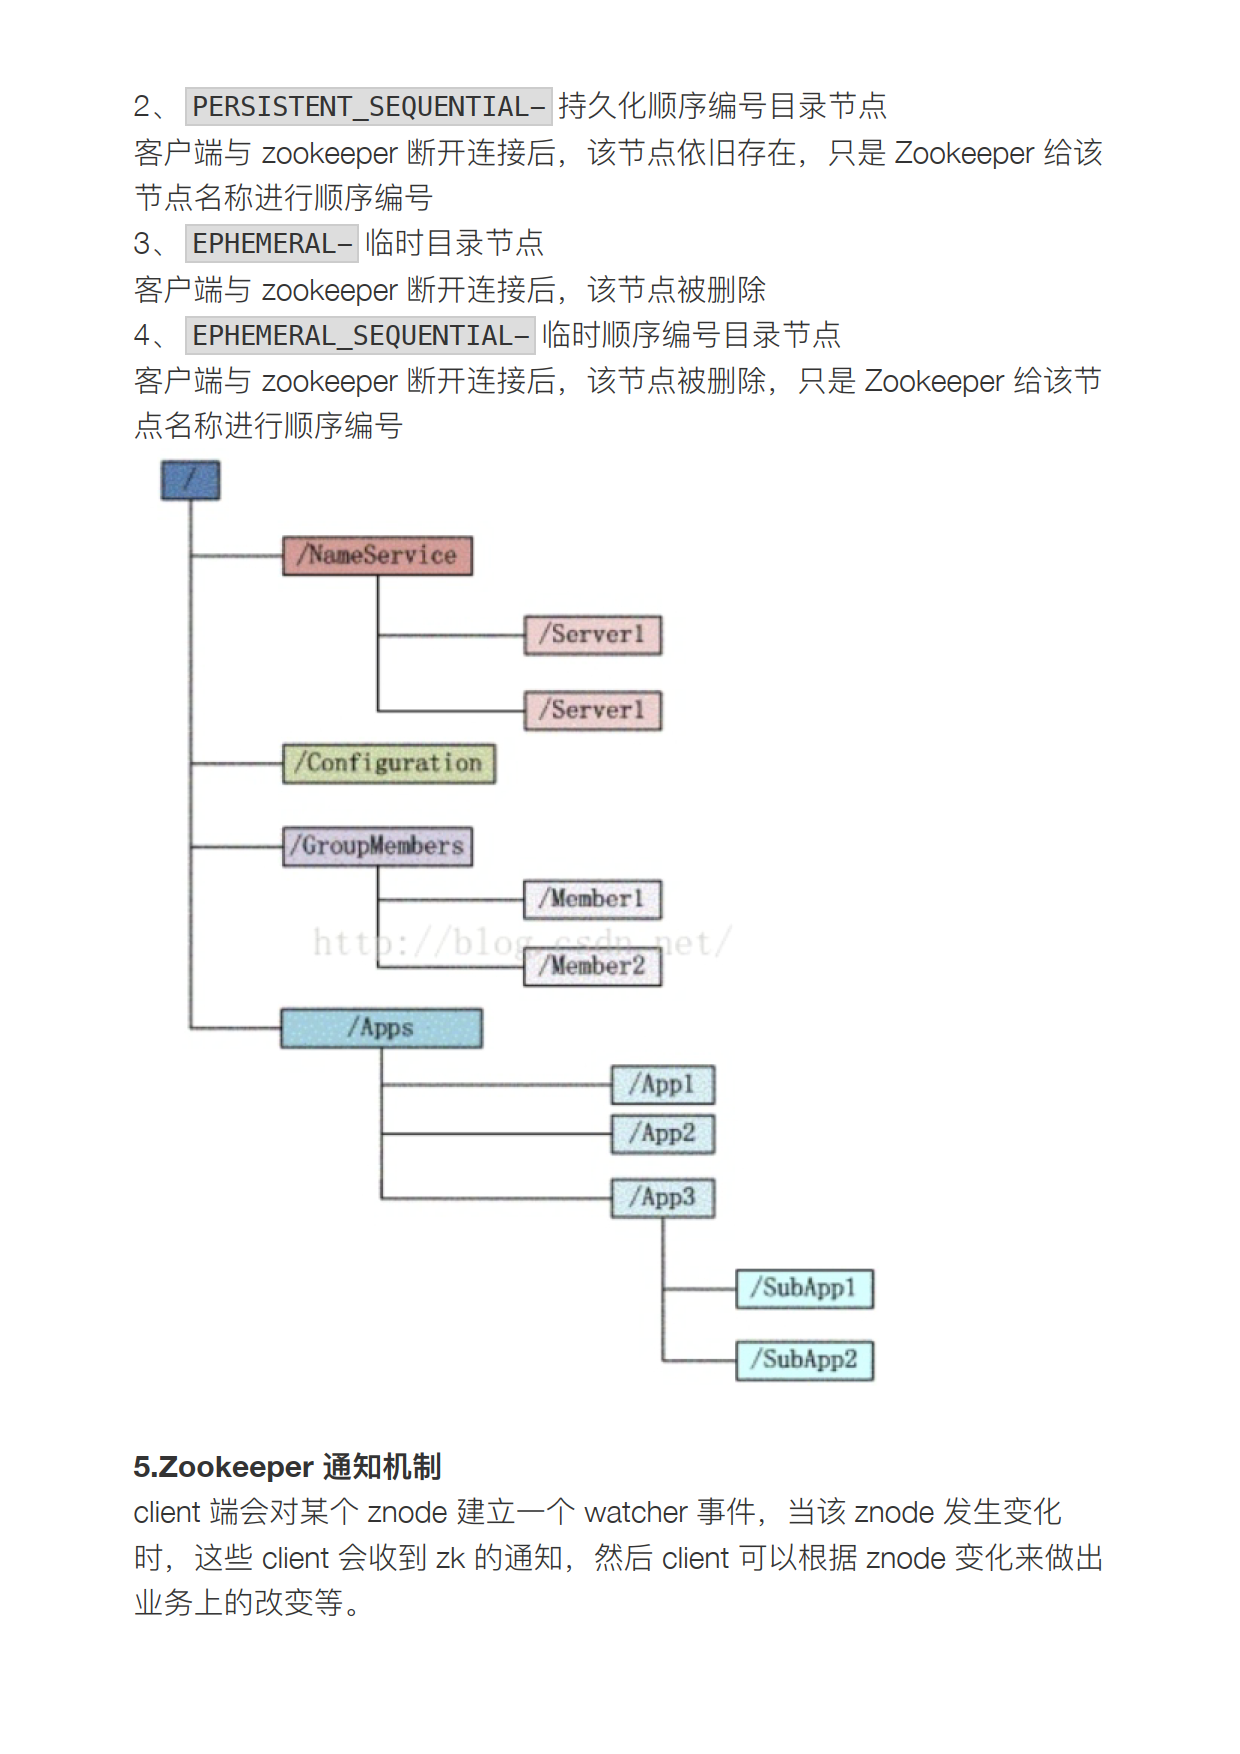 2、 PERSISTENT_SEQUENTIAL– 持久化顺序编号目录节点
客户端与 zookeeper 断开连接后，该节点依旧存在，只是 Zookeeper 给该
节点名称进行顺序编号
3、 EPHEMERAL– 临时目录节点
客户端与 zookeeper 断开连接后，该节点被删除
4、 EPHEMERAL_SEQUENTIAL– 临时顺序编号目录节点
客户端与 zookeeper 断开连接后，该节点被删除，只是 Zookeeper 给该节
点名称进行顺序编号
/
/NameService
/Server1
/Server1
/Configuration
/GroupMembers
/Member1
http://blog.csdn.net/
/Member2
/Apps
/App1
/App2
/App3
/SubApp1
/SubApp2
5.Zookeeper 通知机制
client 端会对某个 znode 建立一个 watcher 事件，当该 znode 发生变化
时，这些 client 会收到 zk 的通知，然后 client 可以根据 znode 变化来做出
业务上的改变等。